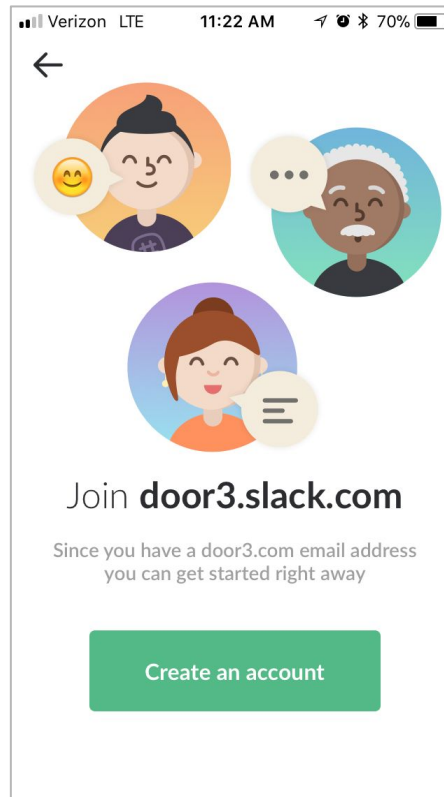 Verizon LTE 11:22 AM 70%
Join door3.slack.com
Since you have a door3.com email address
you can get started right away
Create an account